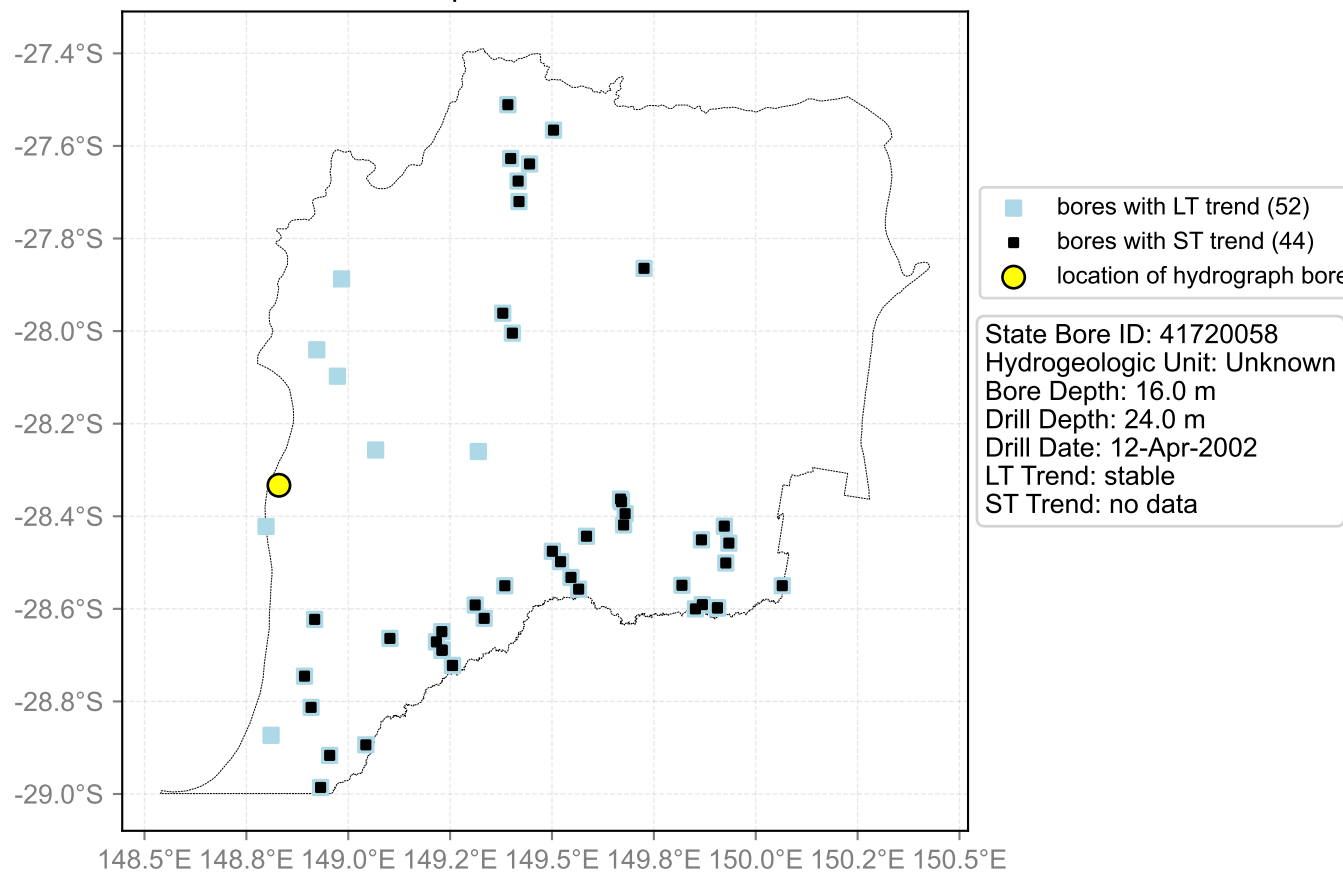 -27.4°S
-27.6°S
-27.8°S
-28.0°S
-28.2°S
-28.4°S
-28.6°S
-28.8°S
-29.0°S
148.5°E 148.8°E 149.0°E 149.2°E 149.5°E 149.8°E 150.0°E 150.2°E 150.5°E
bores with LT trend (52)
bores with ST trend (44)
location of hydrograph bore
State Bore ID: 41720058
Hydrogeologic Unit: Unknown
Bore Depth: 16.0 m
Drill Depth: 24.0 m
Drill Date: 12-Apr-2002
LT Trend: stable
ST Trend: no data